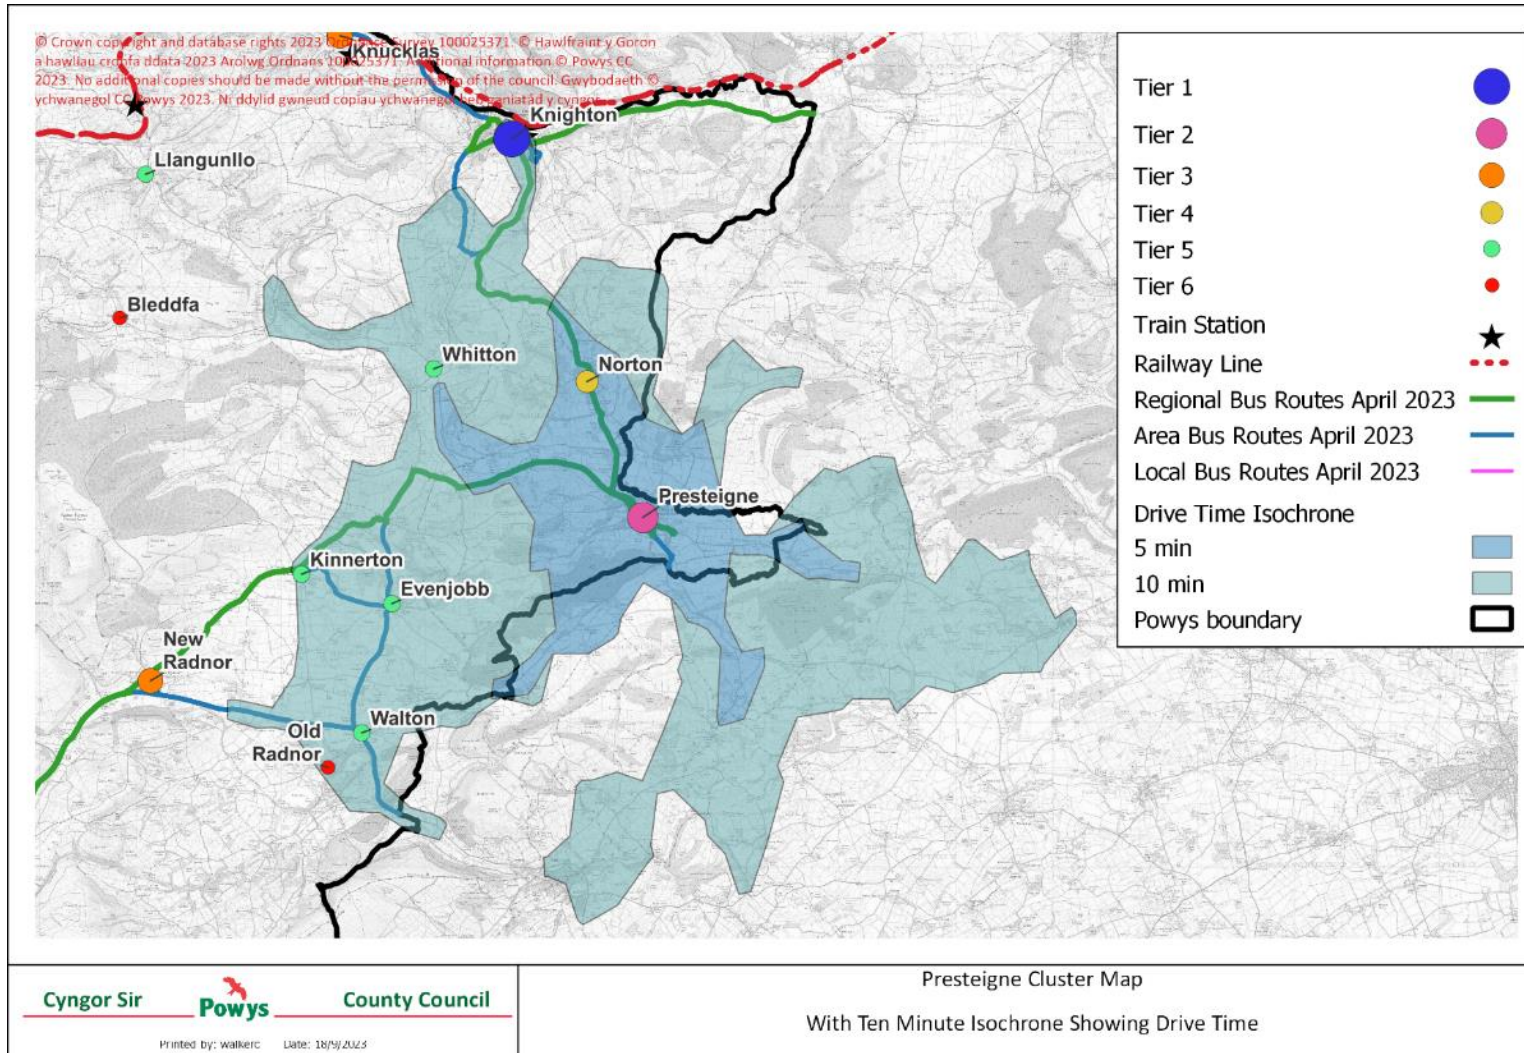 © Crown copyright and database rights 2023 Ordnance Survey 100025371. © Hawlfraint y Goron
a hawliau cronfa ddata 2023 Arolwg Ordnans 100025371. Additional information © Powys CC
2023. No additional copies should be made without the permission of the council. Gwybodaeth ©
ychwanegol CC Powys 2023. Ni ddylid gwneud copiau ychwanegol heb ganiatâd y cyngor
Knucklas
Knighton
Llangunllo
Bleddfa
Whitton
Norton
Presteigne
Kinnerton
Evenjobb
New
Radnor
Walton
Old
Radnor
Tier 1
Tier 2
Tier 3
Tier 4
Tier 5
Tier 6
Train Station
Railway Line
Regional Bus Routes April 2023
Area Bus Routes April 2023
Local Bus Routes April 2023
Drive Time Isochrone
5 min
10 min
Powys boundary
Cyngor Sir Powys County Council
Printed by: walkerc Date: 18/9/2023
Presteigne Cluster Map
With Ten Minute Isochrone Showing Drive Time